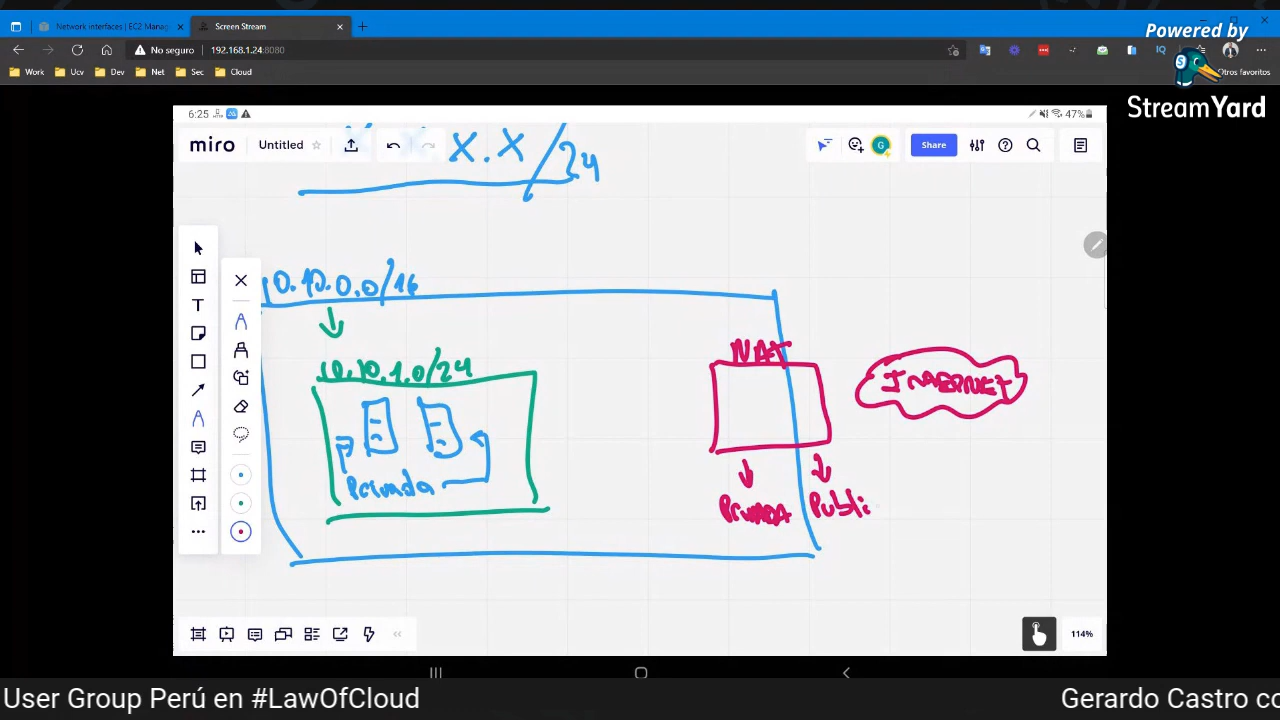 Network interfaces | EC2 Manag
Screen Stream
No seguro
192.168.1.24:8080
Work
Ucv
Dev
Net
Sec
Cloud
Otros favoritos
Powered by
StreamYard
6:25
47%
miro
Untitled
Share
X.X/24
10.10.0.0/16
10.10.1.0/24
NAT
INTERNET
Privada
Privada
Publi
114%
User Group Perú en #LawOfCloud
Gerardo Castro co